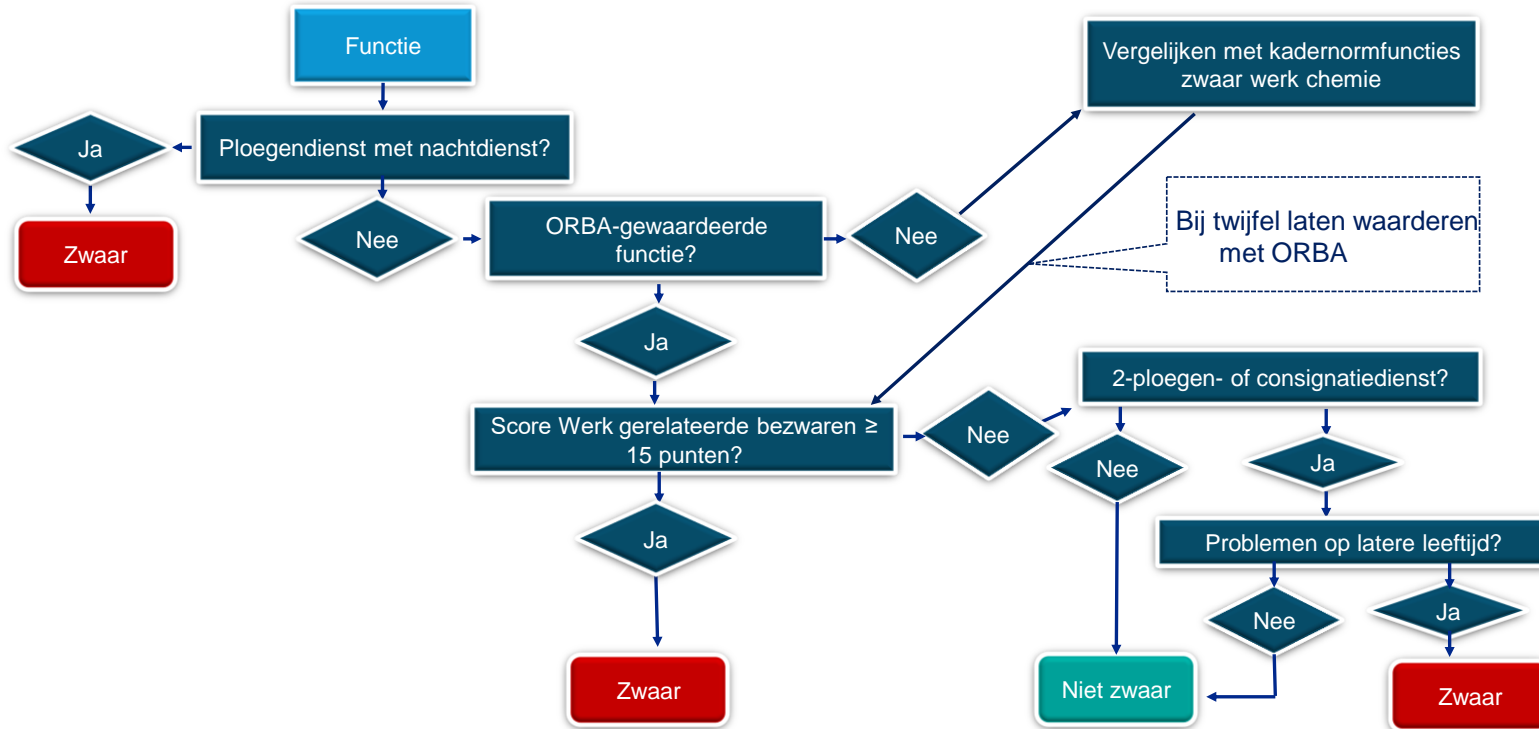 Functie
Vergelijken met kadernormfuncties
zwaar werk chemie
Ja
Ploegendienst met nachtdienst?
Zwaar
Nee
ORBA-gewaardeerde
functie?
Nee
Bij twijfel laten waarderen
met ORBA
Ja
2-ploegen- of consignatiedienst?
Score Werk gerelateerde bezwaren ≥
15 punten?
Nee
Nee
Ja
Ja
Problemen op latere leeftijd?
Nee
Ja
Zwaar
Niet zwaar
Zwaar